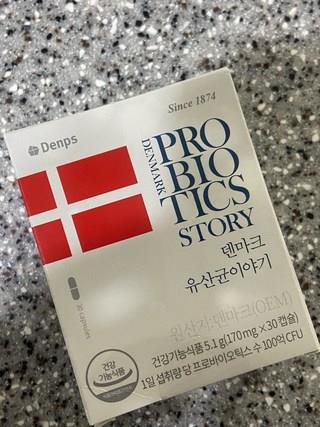 Since 1874
Denps
DENMARK
PRO
BIO
TICS
STORY
덴마크
유산균이야기
30 capsules
원산지:덴마크(OEM)
건강기능식품 5.1 g(170 mg × 30 캡슐)
1일 섭취량 당 프로바이오틱스 수 100억 CFU
건강
기능식품